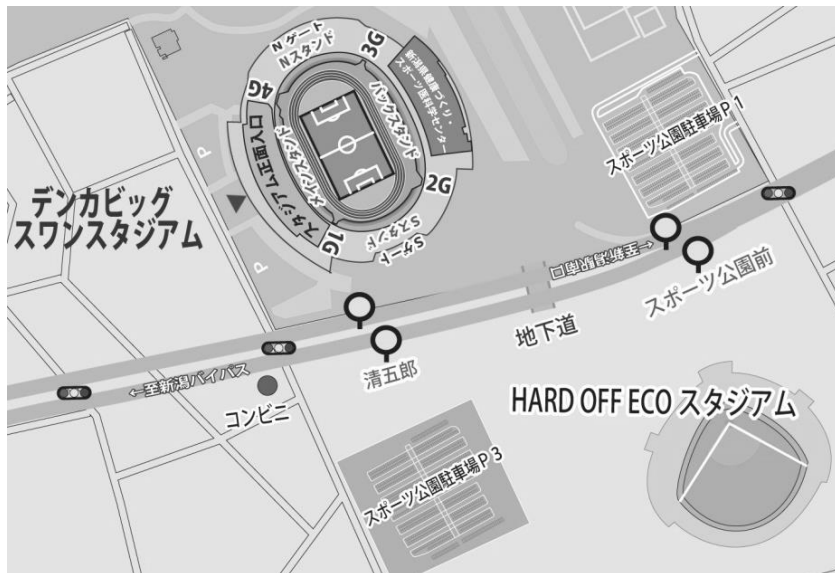 Nゲート
Nスタンド
3G
4G
新潟県健康づくり・
スポーツ医科学センター
バックスタンド
メインスタンド
スタジアム正面入口
2G
1G
Sスタンド
Sゲート
P
P
デンカビッグ
スワンスタジアム
スポーツ公園駐車場P1
←至新潟駅南口
スポーツ公園前
地下道
清五郎
←至新潟バイパス
コンビニ
HARD OFF ECO スタジアム
スポーツ公園駐車場P3